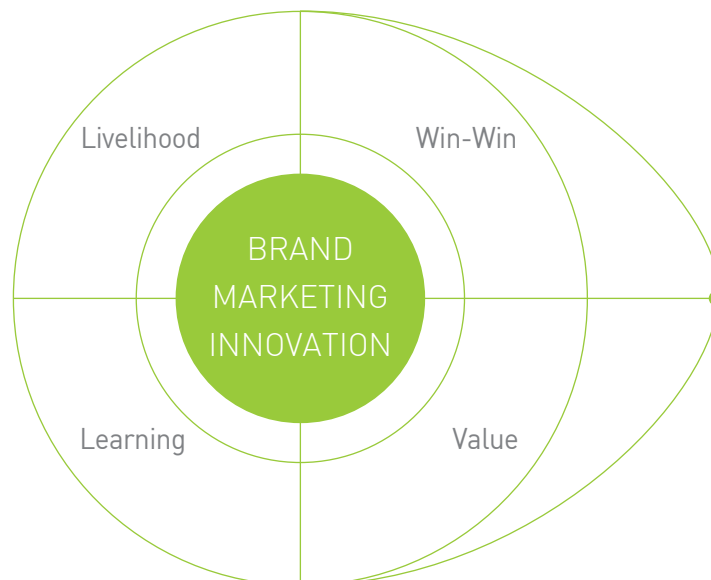 Livelihood
Win-Win
BRAND
MARKETING
INNOVATION
Learning
Value